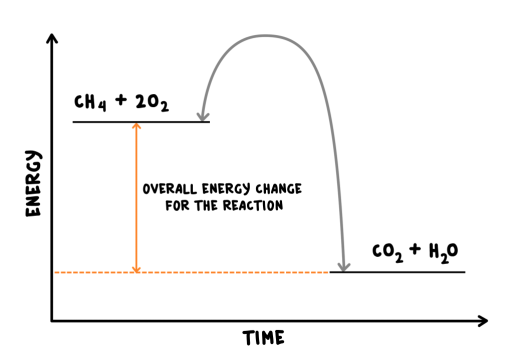 CH₄ + 2O₂
ENERGY
OVERALL ENERGY CHANGE
FOR THE REACTION
CO₂ + H₂O
TIME